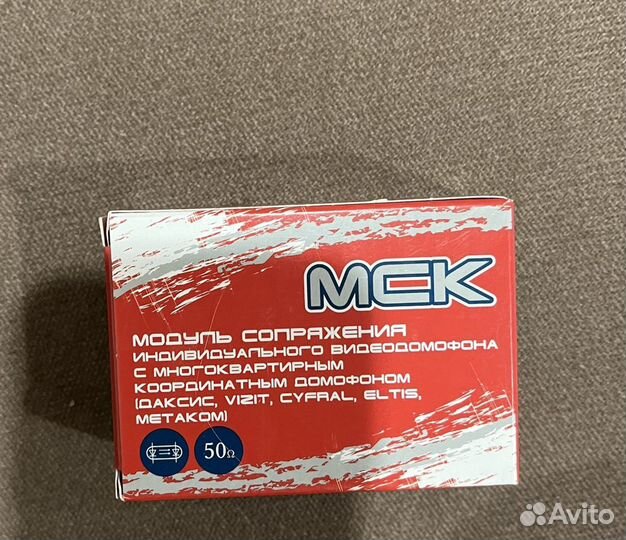 МСК
МОДУЛЬ СОПРЯЖЕНИЯ
ИНДИВИДУАЛЬНОГО ВИДЕОДОМОФОНА
С МНОГОКВАРТИРНЫМ
КООРДИНАТНЫМ ДОМОФОНОМ
(ДАКСИС, VIZIT, CYFRAL, ELTIS,
МЕТАКОМ)
50Ω
Avito